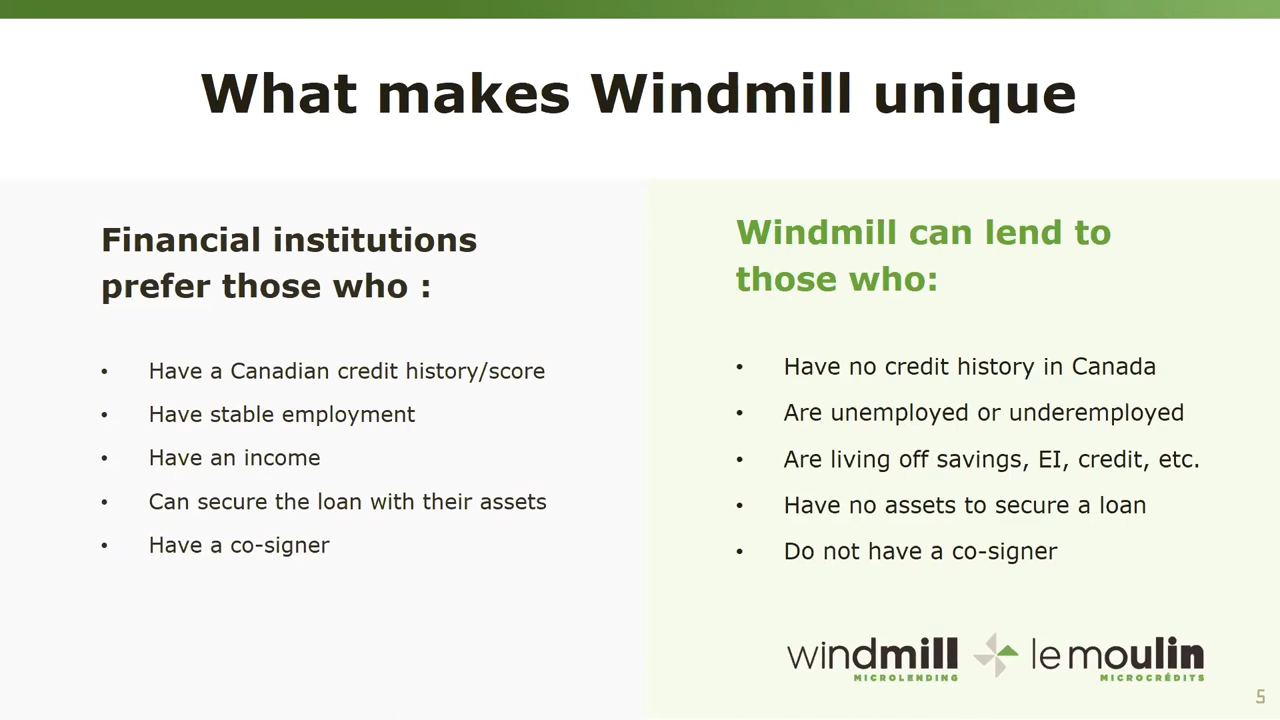 What makes Windmill unique
Financial institutions
prefer those who :
• Have a Canadian credit history/score
• Have stable employment
• Have an income
• Can secure the loan with their assets
• Have a co-signer
Windmill can lend to
those who:
• Have no credit history in Canada
• Are unemployed or underemployed
• Are living off savings, EI, credit, etc.
• Have no assets to secure a loan
• Do not have a co-signer
windmill
MICROLENDING
le moulin
MICROCRÉDITS
5